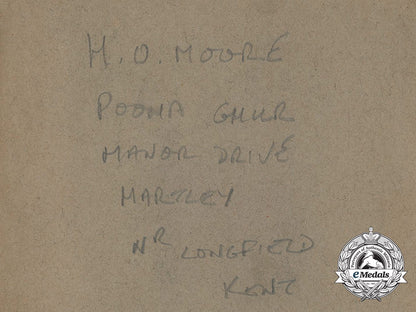 H. O. MOORE
POONA GHUR
MANOR DRIVE
HARTLEY
NR LONGFIELD
KENT
eMedals